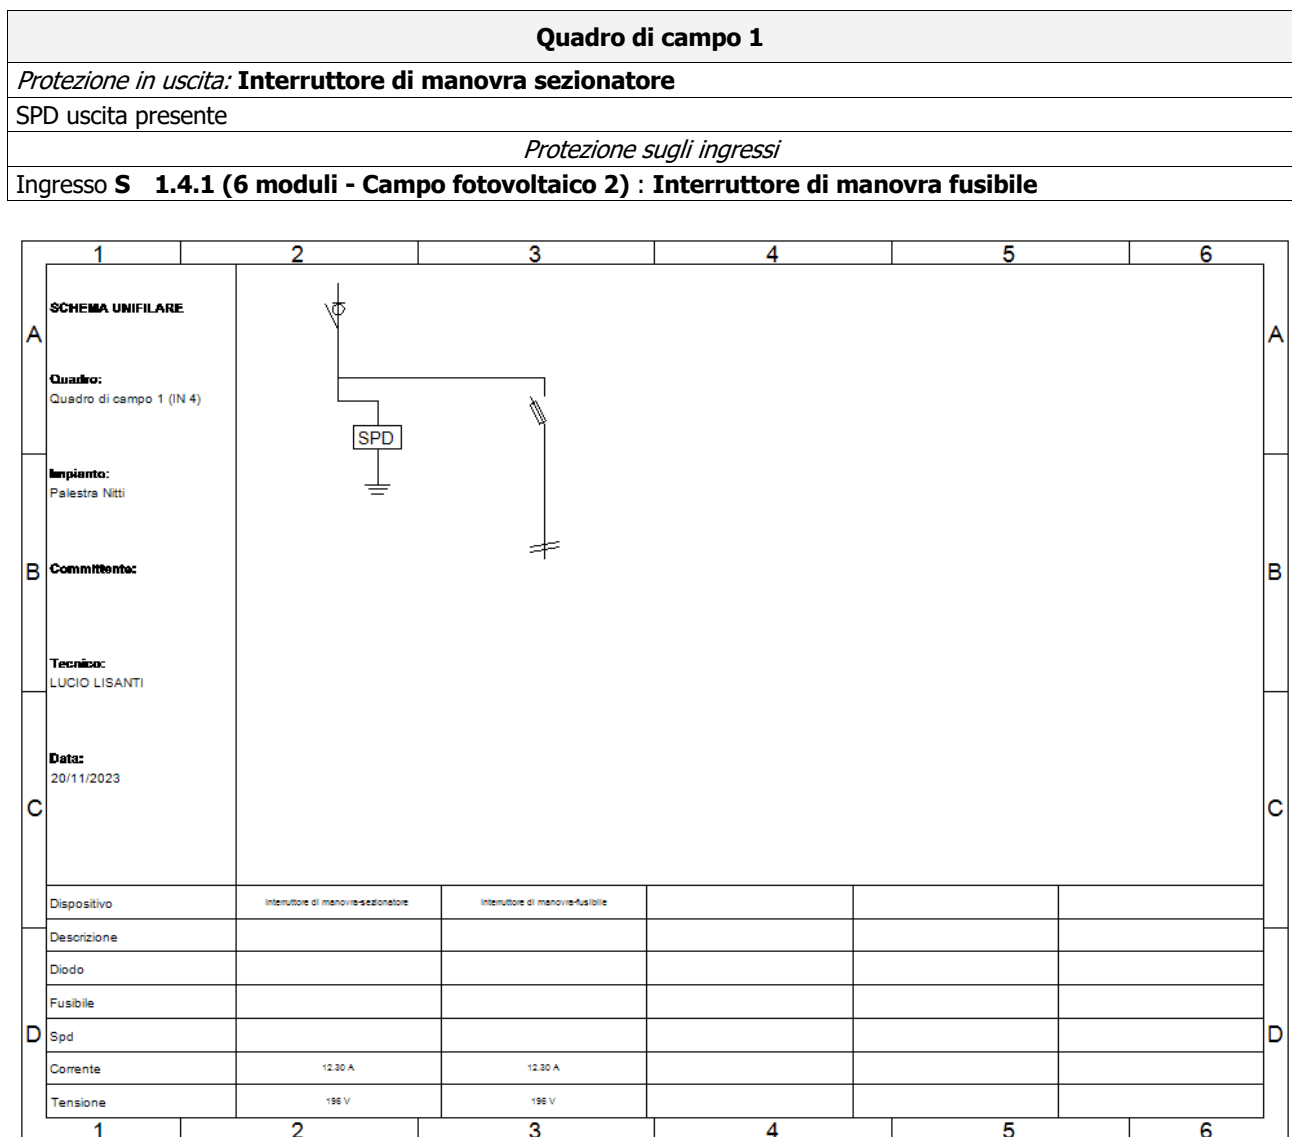 Quadro di campo 1
Protezione in uscita: Interruttore di manovra sezionatore
SPD uscita presente
Protezione sugli ingressi
Ingresso S 1.4.1 (6 moduli - Campo fotovoltaico 2) : Interruttore di manovra fusibile
1 2 3 4 5 6
SCHEMA UNIFILARE
A A
Quadro:
Quadro di campo 1 (IN 4)
SPD
Impianto:
Palestra Nitti
B Committente: B
Tecnico:
LUCIO LISANTI
Data:
20/11/2023
C C
Dispositivo Interruttore di manovra-sezionatore Interruttore di manovra-fusibile
Descrizione
Diodo
Fusibile
D Spd D
Corrente 12.30 A 12.30 A
Tensione 196 V 196 V
1 2 3 4 5 6